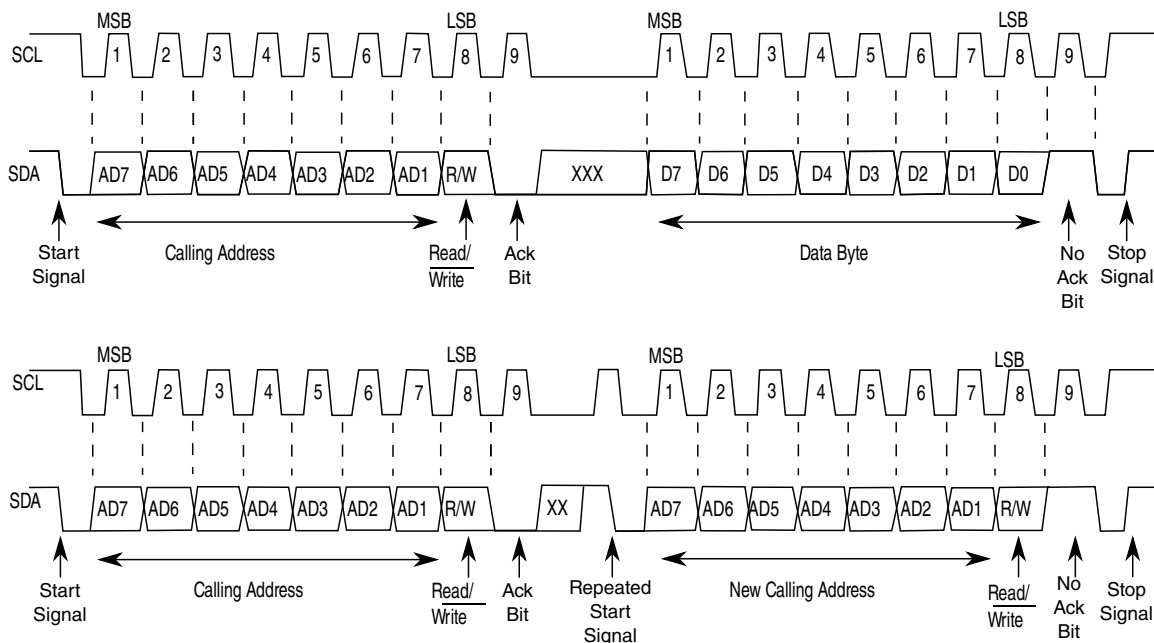 MSB LSB MSB LSB
SCL 1 2 3 4 5 6 7 8 9 1 2 3 4 5 6 7 8 9
SDA AD7 AD6 AD5 AD4 AD3 AD2 AD1 R/W XXX D7 D6 D5 D4 D3 D2 D1 D0
Start
Signal
Calling Address
Read/
Write
Ack
Bit
Data Byte
No
Ack
Bit
Stop
Signal
MSB LSB MSB LSB
SCL 1 2 3 4 5 6 7 8 9 1 2 3 4 5 6 7 8 9
SDA AD7 AD6 AD5 AD4 AD3 AD2 AD1 R/W XX AD7 AD6 AD5 AD4 AD3 AD2 AD1 R/W
Start
Signal
Calling Address
Read/
Write
Ack
Bit
Repeated
Start
Signal
New Calling Address
Read/
Write
No
Ack
Bit
Stop
Signal